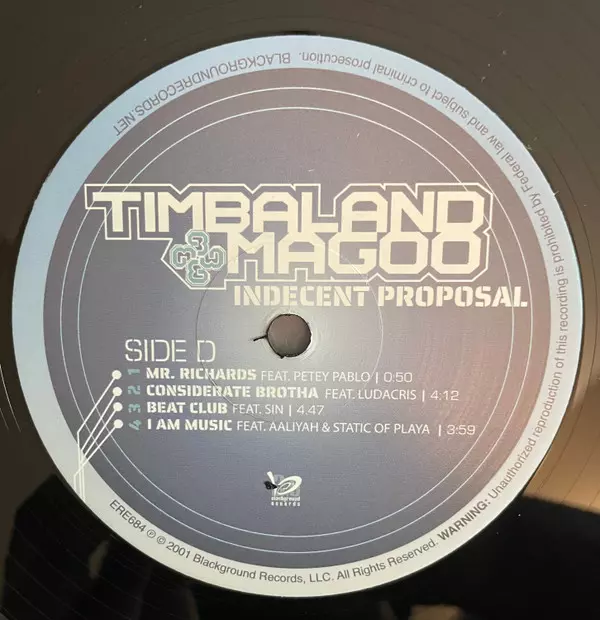 TIMBALAND
& MAGOO
INDECENT PROPOSAL
SIDE D
1 MR. RICHARDS FEAT. PETEY PABLO | 0:50
2 CONSIDERATE BROTHA FEAT. LUDACRIS | 4:12
3 BEAT CLUB FEAT. SIN | 4.47
4 I AM MUSIC FEAT. AALIYAH & STATIC OF PLAYA | 3:59
blackground
records
ERE684 ℗ © 2001 Blackground Records, LLC. All Rights Reserved. WARNING: Unauthorized reproduction of this recording is prohibited by Federal law and subject to criminal prosecution. BLACKGROUNDRECORDS.NET